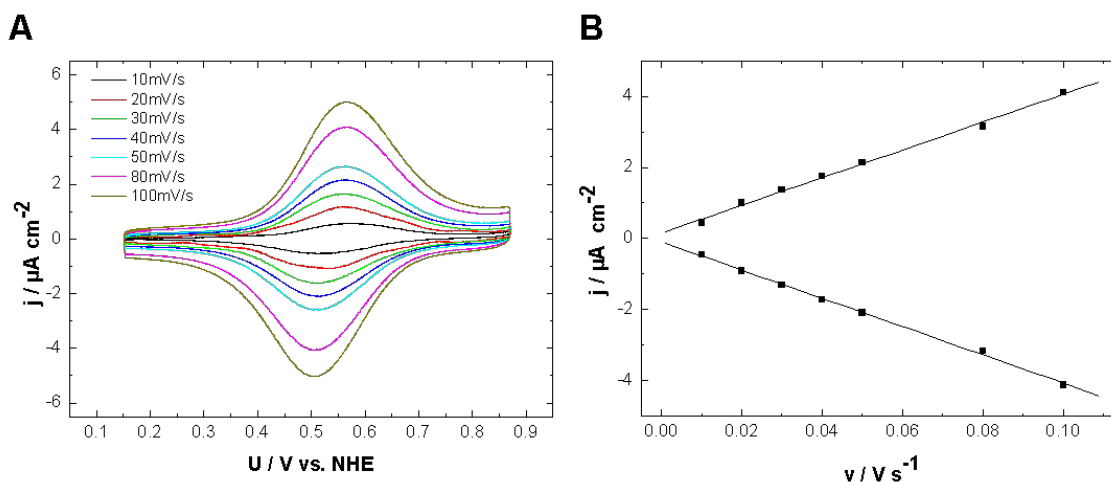 A
10mV/s
20mV/s
30mV/s
40mV/s
50mV/s
80mV/s
100mV/s
6
4
2
0
-2
-4
-6
j / µA cm-2
0.1 0.2 0.3 0.4 0.5 0.6 0.7 0.8 0.9
U / V vs. NHE
B
4
2
0
-2
-4
j / µA cm-2
0.00 0.02 0.04 0.06 0.08 0.10
v / V s-1